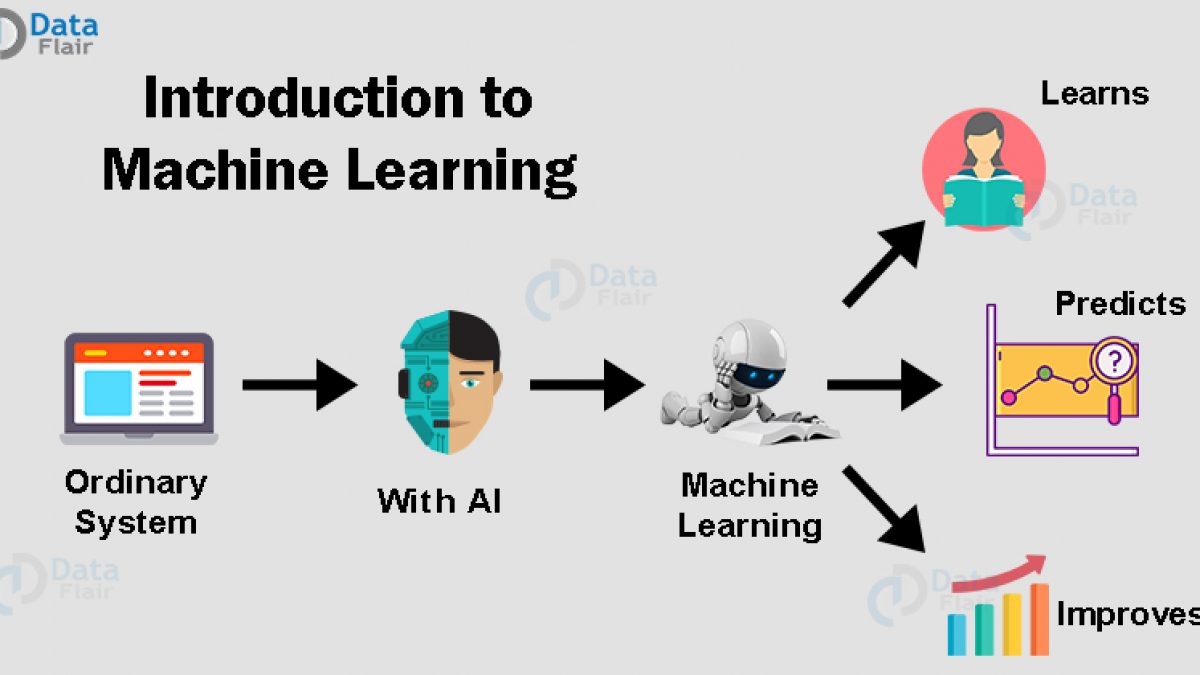 Data
Flair
Introduction to
Machine Learning
Learns
Data
Flair
Data
Flair
Predicts
?
Ordinary
System
With AI
Machine
Learning
Data
Flair
Data
Flair
Improves